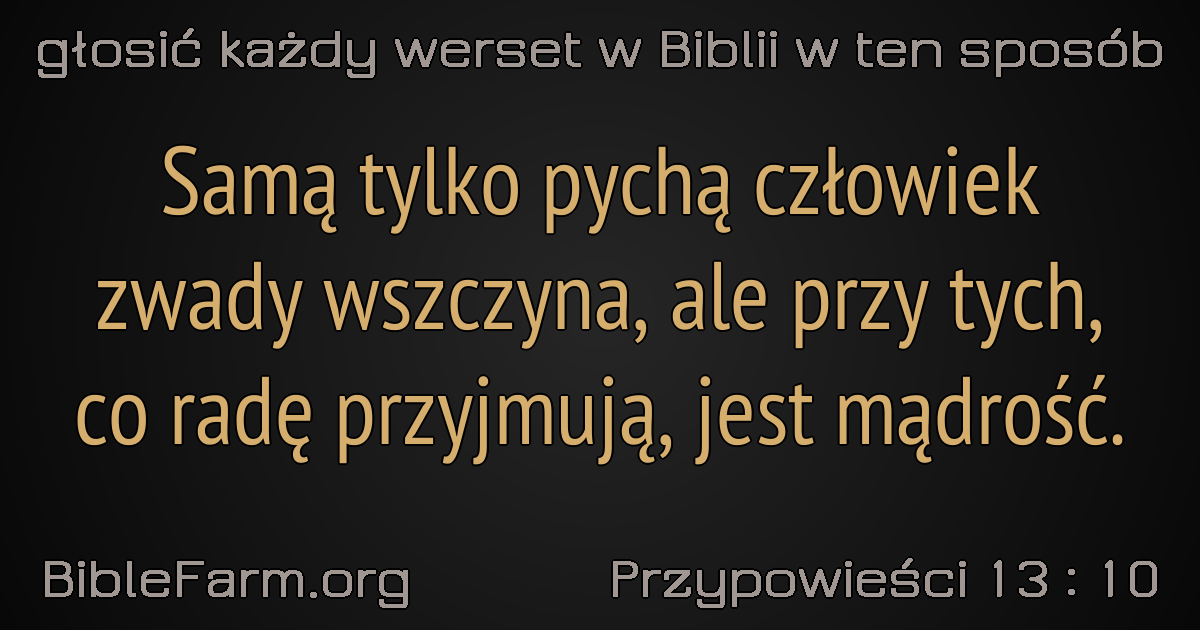 głosić każdy werset w Biblii w ten sposób
Samą tylko pychą człowiek
zwady wszczyna, ale przy tych,
co radę przyjmują, jest mądrość.
BibleFarm.org
Przypowieści 13 : 10